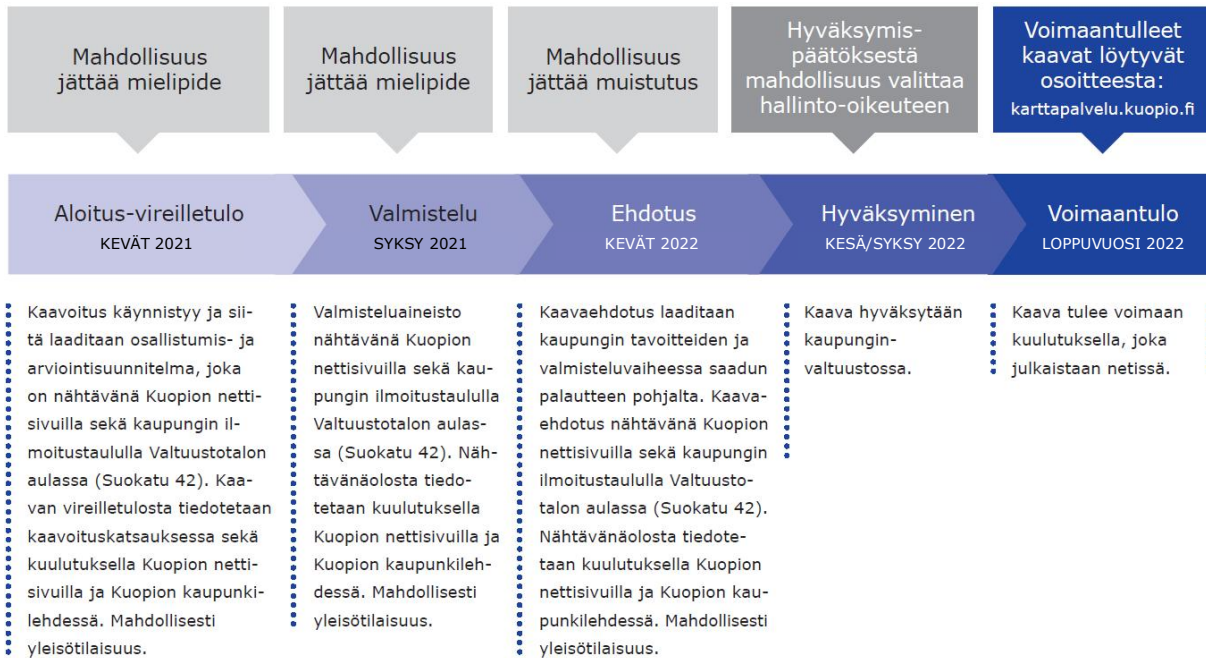 Mahdollisuus
jättää mielipide
Mahdollisuus
jättää mielipide
Mahdollisuus
jättää muistutus
Hyväksymis-
päätöksestä
mahdollisuus valittaa
hallinto-oikeuteen
Voimaantulleet
kaavat löytyvät
osoitteesta:
karttapalvelu.kuopio.fi
Aloitus-vireilletulo
KEVÄT 2021
Valmistelu
SYKSY 2021
Ehdotus
KEVÄT 2022
Hyväksyminen
KESÄ/SYKSY 2022
Voimaantulo
LOPPUVUOSI 2022
Kaavoitus käynnistyy ja sii-
tä laaditaan osallistumis- ja
arviointisuunnitelma, joka
on nähtävänä Kuopion netti-
sivuilla sekä kaupungin il-
moitustaululla Valtuustotalon
aulassa (Suokatu 42). Kaa-
van vireilletulosta tiedotetaan
kaavoituskatsauksessa sekä
kuulutuksella Kuopion netti-
sivuilla ja Kuopion kaupunki-
lehdessä. Mahdollisesti
yleisötilaisuus.
Valmisteluaineisto
nähtävänä Kuopion
nettisivuilla sekä kau-
pungin ilmoitustaululla
Valtuustotalon aulas-
sa (Suokatu 42). Näh-
tävänäolosta tiedo-
tetaan kuulutuksella
Kuopion nettisivuilla ja
Kuopion kaupunkileh-
dessä. Mahdollisesti
yleisötilaisuus.
Kaavaehdotus laaditaan
kaupungin tavoitteiden ja
valmisteluvaiheessa saadun
palautteen pohjalta. Kaava-
ehdotus nähtävänä Kuopion
nettisivuilla sekä kaupungin
ilmoitustaululla Valtuusto-
talon aulassa (Suokatu 42).
Nähtävänäolosta tiedote-
taan kuulutuksella Kuopion
nettisivuilla ja Kuopion kau-
punkilehdessä. Mahdollisesti
yleisötilaisuus.
Kaava hyväksytään
kaupungin-
valtuustossa.
Kaava tulee voimaan
kuulutuksella, joka
julkaistaan netissä.